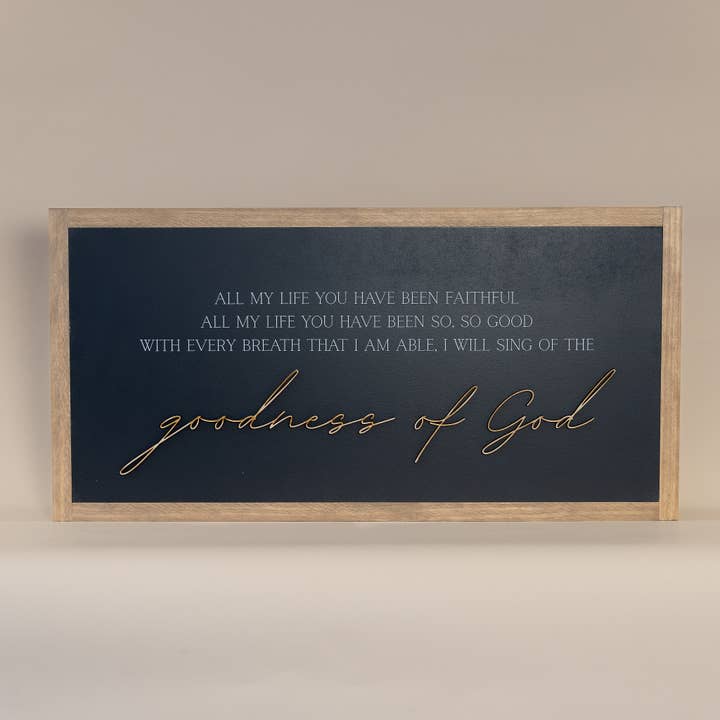 ALL MY LIFE YOU HAVE BEEN FAITHFUL
ALL MY LIFE YOU HAVE BEEN SO, SO GOOD
WITH EVERY BREATH THAT I AM ABLE, I WILL SING OF THE
goodness of God